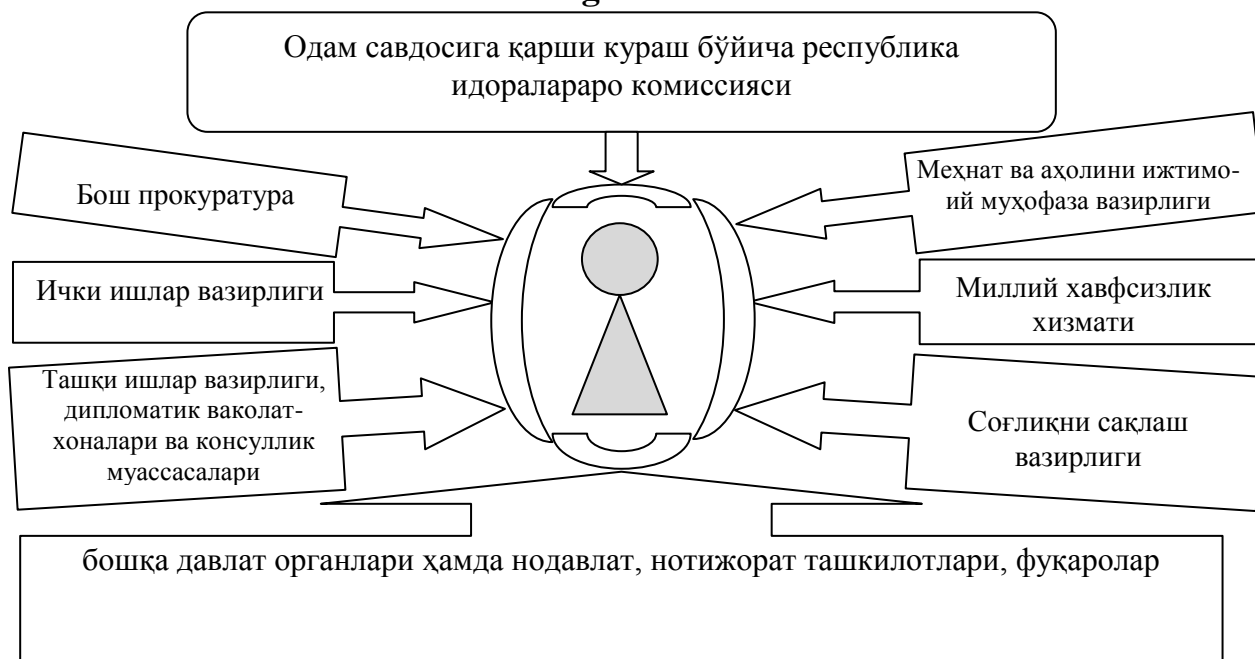 g
Одам савдосига қарши кураш бўйича республика
идоралараро комиссияси
Бош прокуратура
Меҳнат ва аҳолини ижтимо-
ий муҳофаза вазирлиги
Ички ишлар вазирлиги
Миллий хавфсизлик
хизмати
Ташқи ишлар вазирлиги,
дипломатик ваколат-
хоналари ва консуллик
муассасалари
Соғлиқни сақлаш
вазирлиги
бошқа давлат органлари ҳамда нодавлат, нотижорат ташкилотлари, фуқаролар